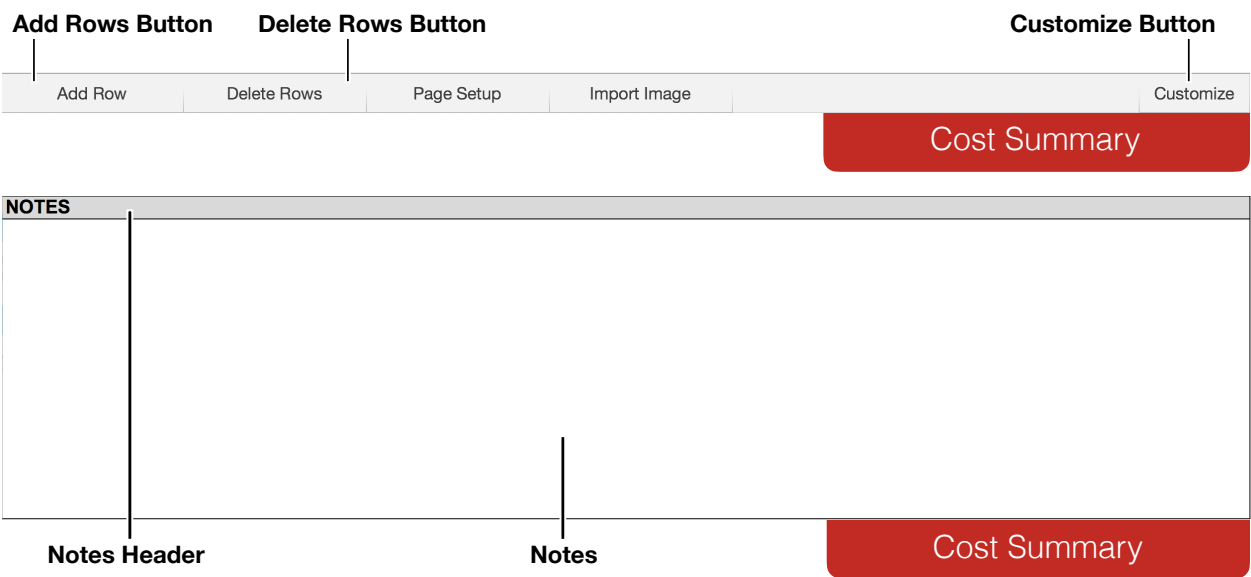 Add Rows Button Delete Rows Button Customize Button
Add Row Delete Rows Page Setup Import Image Customize
Cost Summary
NOTES
Notes Header Notes Cost Summary